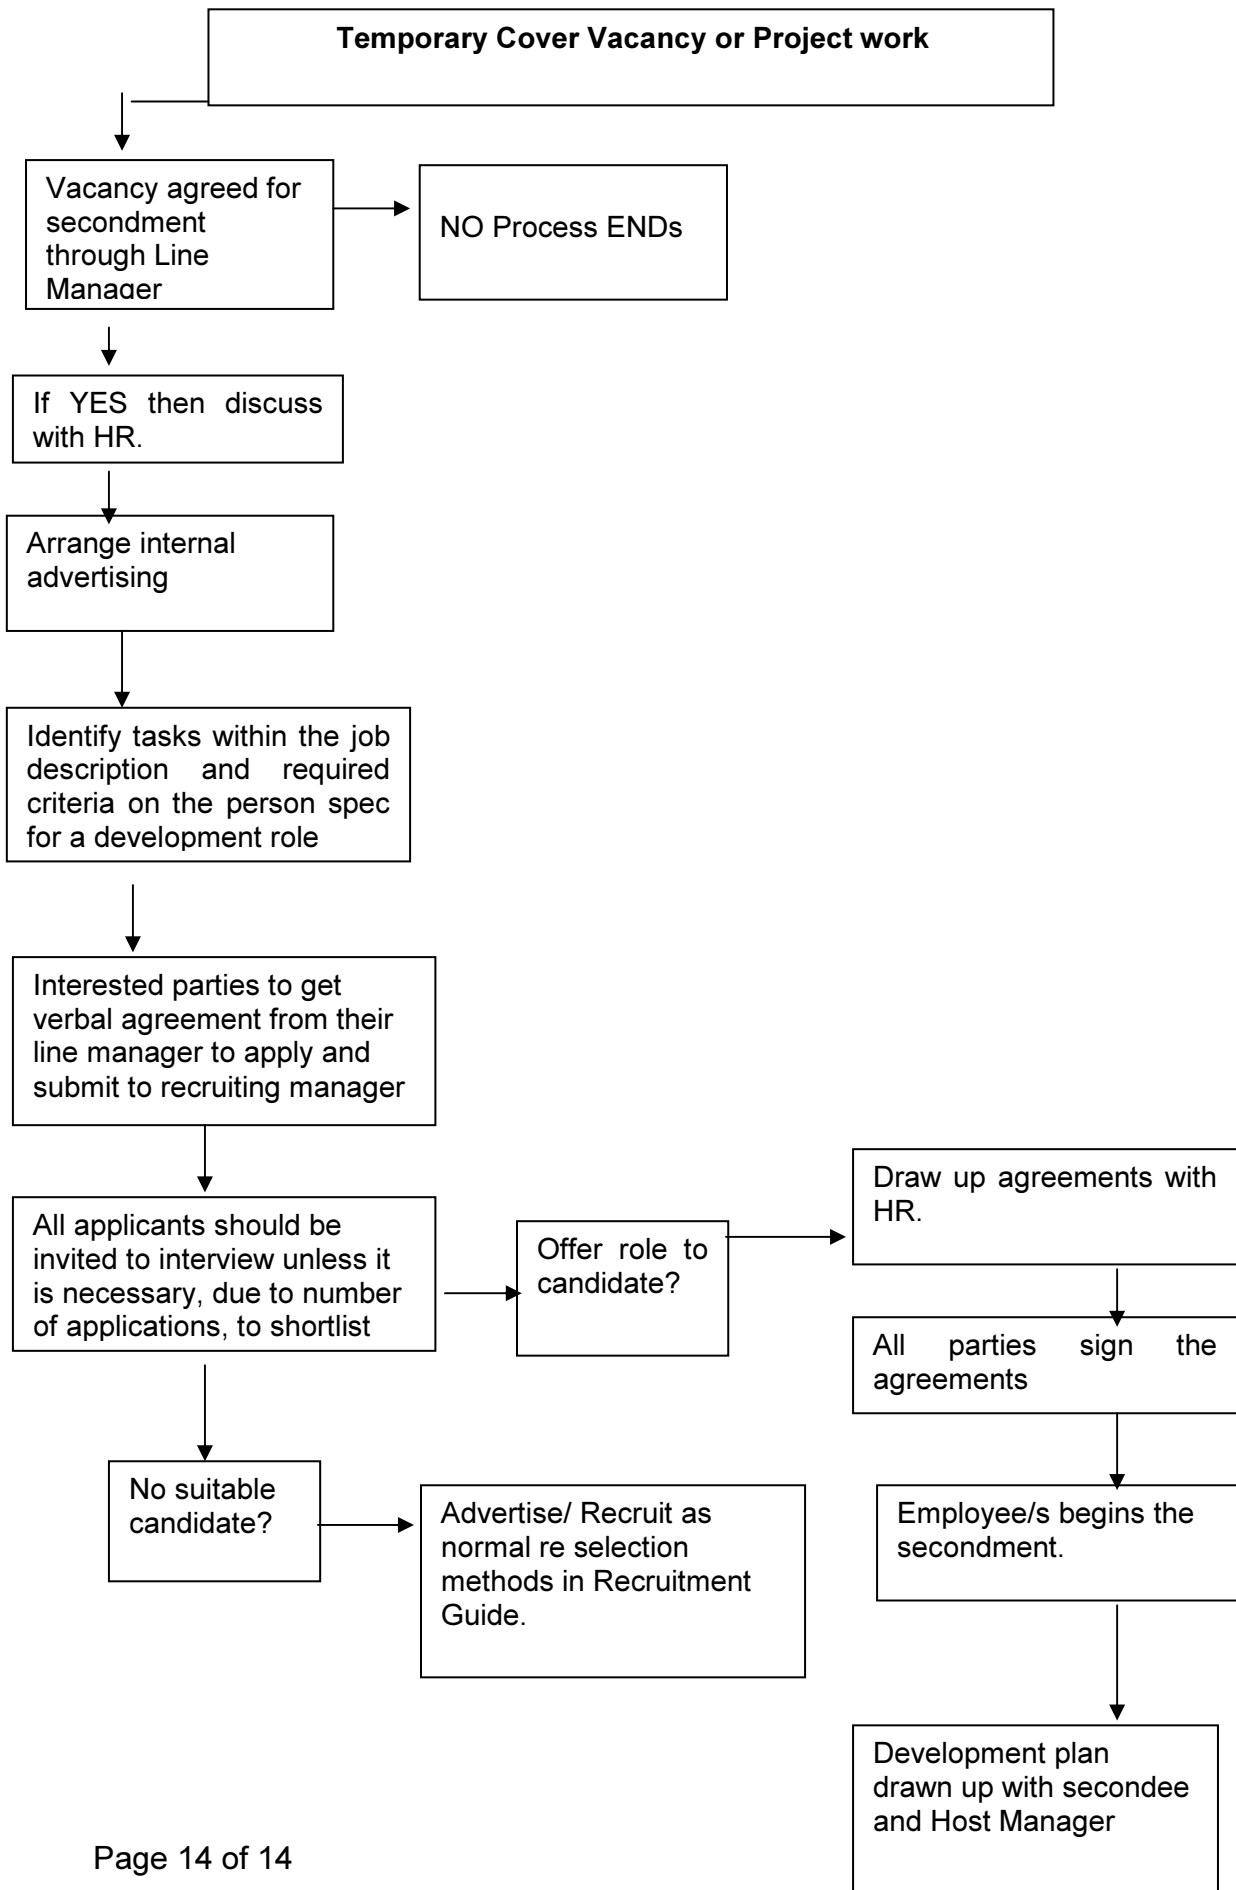 Temporary Cover Vacancy or Project work
Vacancy agreed for
secondment
through Line
Manager
NO Process ENDs
If YES then discuss
with HR.
Arrange internal
advertising
Identify tasks within the job
description and required
criteria on the person spec
for a development role
Interested parties to get
verbal agreement from their
line manager to apply and
submit to recruiting manager
All applicants should be
invited to interview unless it
is necessary, due to number
of applications, to shortlist
Offer role to
candidate?
Draw up agreements with
HR.
All parties sign the
agreements
Employee/s begins the
secondment.
Development plan
drawn up with secondee
and Host Manager
No suitable
candidate?
Advertise/ Recruit as
normal re selection
methods in Recruitment
Guide.
Page 14 of 14